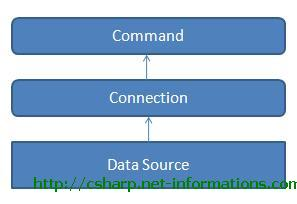 Command
Connection
Data Source
http://csharp.net-informations.com